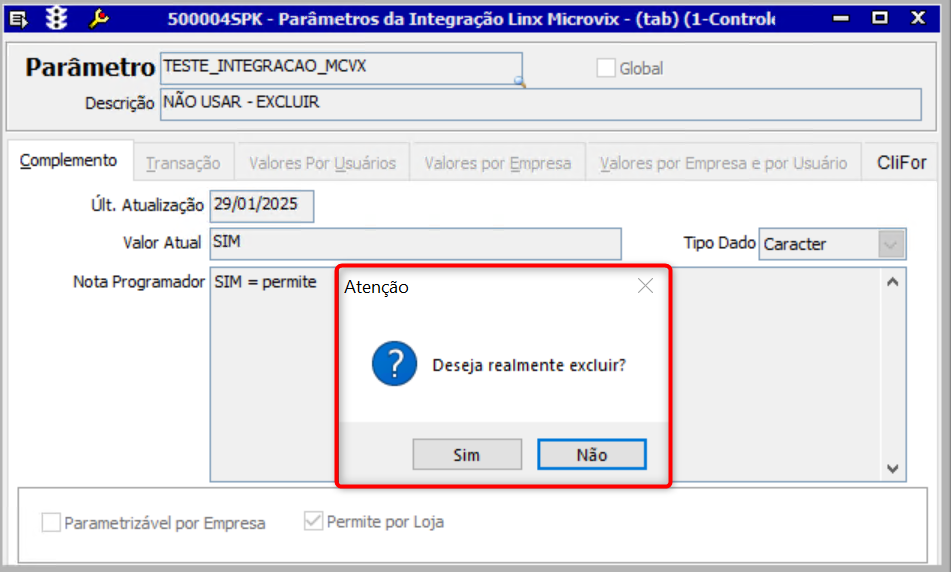 500004SPK - Parâmetros da Integração Linx Microvix - (tab) (1-Controle
Parâmetro TESTE_INTEGRACAO_MCVX Global
Descrição NÃO USAR - EXCLUIR
Complemento Transação Valores Por Usuários Valores por Empresa Valores por Empresa e por Usuário CliFor
Últ. Atualização 29/01/2025
Valor Atual SIM Tipo Dado Caracter
Nota Programador SIM = permite
Atenção
? Deseja realmente excluir?
Sim Não
Parametrizável por Empresa Permite por Loja